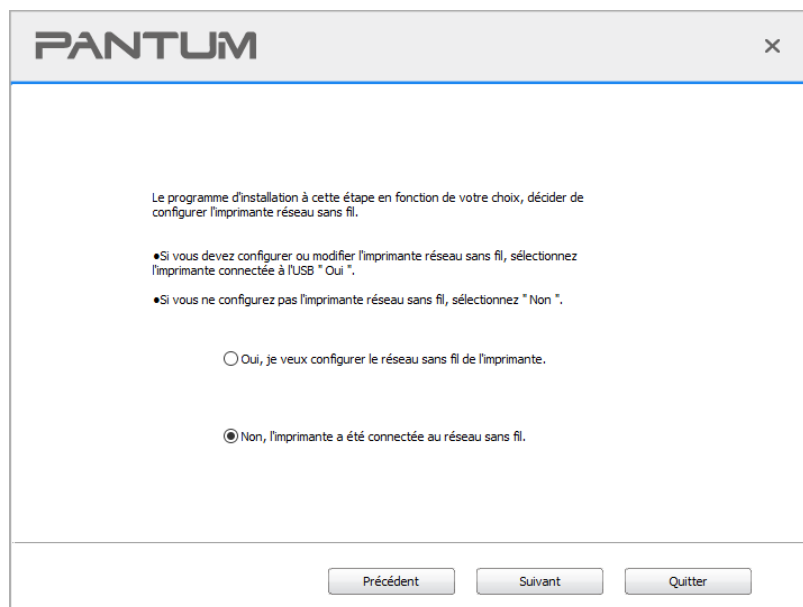 PANTUM
Le programme d'installation à cette étape en fonction de votre choix, décider de
configurer l'imprimante réseau sans fil.
●Si vous devez configurer ou modifier l'imprimante réseau sans fil, sélectionnez
l'imprimante connectée à l'USB " Oui ".
●Si vous ne configurez pas l'imprimante réseau sans fil, sélectionnez " Non ".
Oui, je veux configurer le réseau sans fil de l'imprimante.
Non, l'imprimante a été connectée au réseau sans fil.
Précédent Suivant Quitter